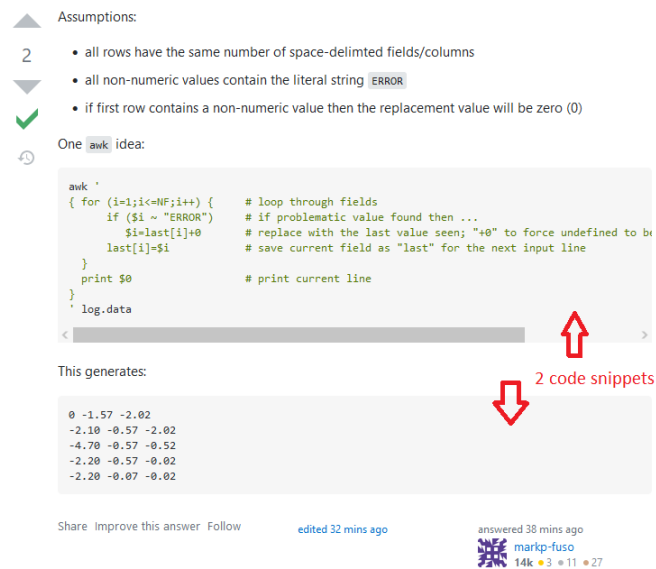 Assumptions:
2
• all rows have the same number of space-delimted fields/columns
• all non-numeric values contain the literal string ERROR
• if first row contains a non-numeric value then the replacement value will be zero (0)
One awk idea:
awk '
{ for (i=1;i<=NF;i++) {     # loop through fields
      if ($i ~ "ERROR")     # if problematic value found then ...
         $i=last[i]+0       # replace with the last value seen; "+0" to force undefined to be
      last[i]=$i            # save current field as "last" for the next input line
  }
  print $0                  # print current line
}
' log.data
This generates:
2 code snippets
0 -1.57 -2.02
-2.10 -0.57 -2.02
-4.70 -0.57 -0.52
-2.20 -0.57 -0.02
-2.20 -0.07 -0.02
Share Improve this answer Follow
edited 32 mins ago
answered 38 mins ago
markp-fuso
14k ● 3 ● 11 ● 27